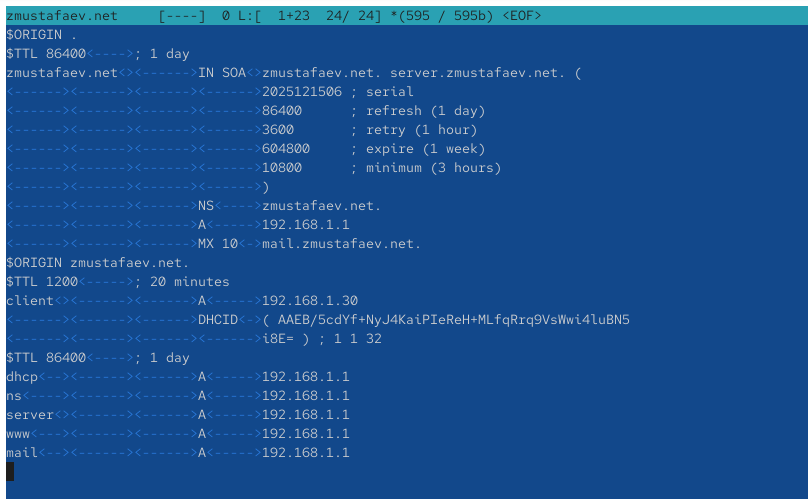 zmustafaev.net     [----]  0 L:[  1+23  24/ 24] *(595 / 595b) <EOF>
$ORIGIN .
$TTL 86400<---->; 1 day
zmustafaev.net<><------><------>IN SOA<>zmustafaev.net. server.zmustafaev.net. (
<------><------><------><------>2025121506 ; serial
<------><------><------><------>86400      ; refresh (1 day)
<------><------><------><------>3600       ; retry (1 hour)
<------><------><------><------>604800     ; expire (1 week)
<------><------><------><------>10800      ; minimum (3 hours)
<------><------><------><------>)
<------><------><------>NS<---->zmustafaev.net.
<------><------><------>A<----->192.168.1.1
<------><------><------>MX 10<->mail.zmustafaev.net.
$ORIGIN zmustafaev.net.
$TTL 1200<----->; 20 minutes
client<><------><------>A<----->192.168.1.30
<------><------><------>DHCID<->( AAEB/5cdYf+NyJ4KaiPIeReH+MLfqRrq9VsWwi4luBN5
<------><------><------><------>i8E= ) ; 1 1 32
$TTL 86400<---->; 1 day
dhcp<--><------><------>A<----->192.168.1.1
ns<----><------><------>A<----->192.168.1.1
server<><------><------>A<----->192.168.1.1
www<---><------><------>A<----->192.168.1.1
mail<--><------><------>A<----->192.168.1.1